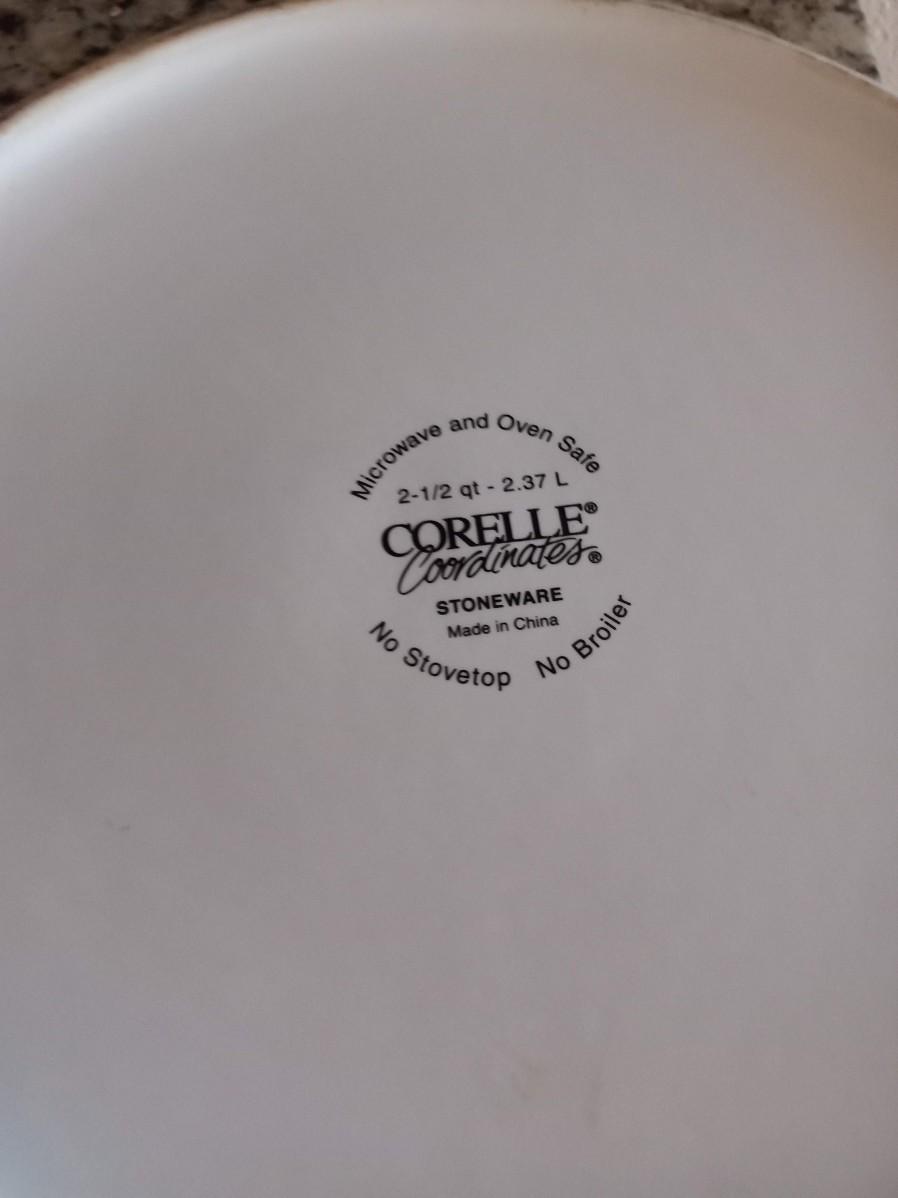 Microwave and Oven Safe
2-1/2 qt - 2.37 L
CORELLE®
Coordinates®
STONEWARE
Made in China
No Stovetop No Broiler